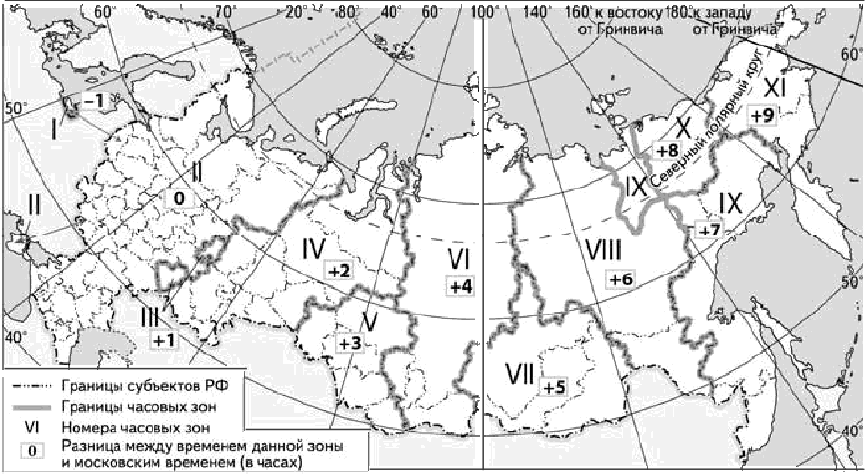 60° 70° 20° 40° 60° 100° 140° 160° к востоку 180° к западу
от Гринвича от Гринвича
60°
50°
−1
I
II
0
II
40°
III
+1
IV
+2
V
+3
VI
+4
VII
+5
VIII
+6
IX
IX
+7
X
+8
XI
+9
Северный полярный круг
50°
40°
Границы субъектов РФ
Границы часовых зон
VI Номера часовых зон
0 Разница между временем данной зоны
и московским временем (в часах)